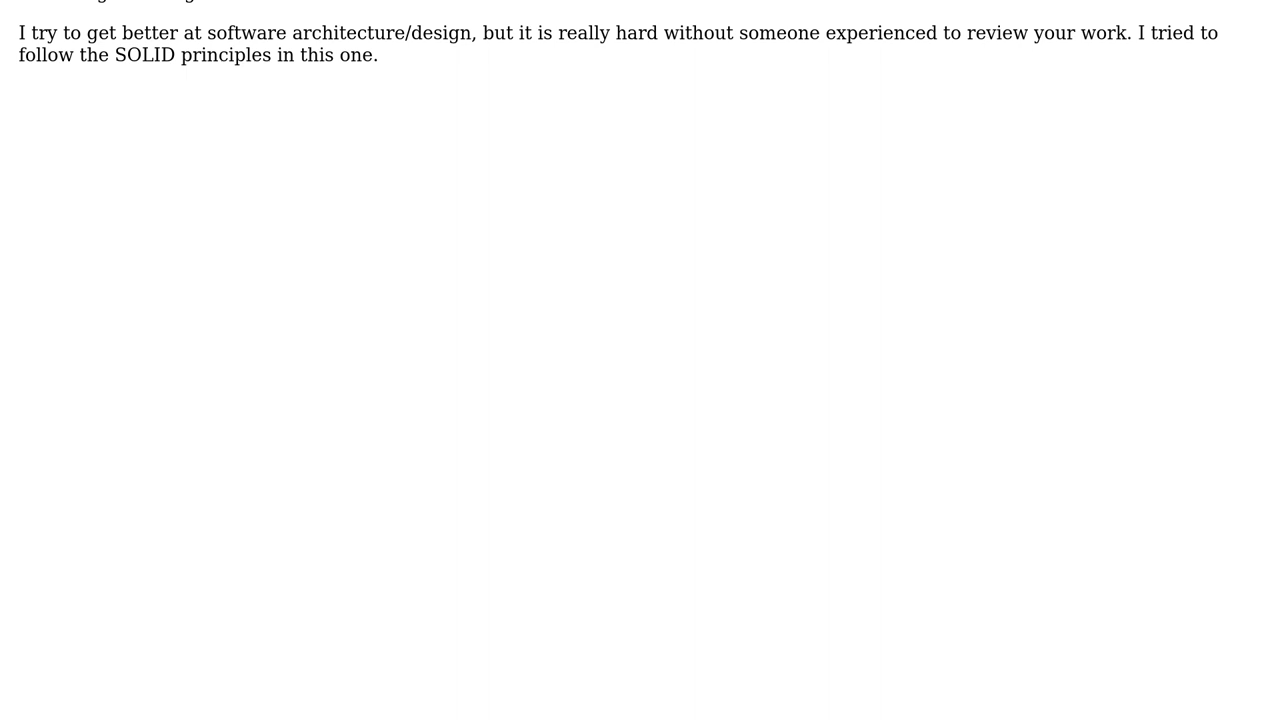 I try to get better at software architecture/design, but it is really hard without someone experienced to review your work. I tried to
follow the SOLID principles in this one.